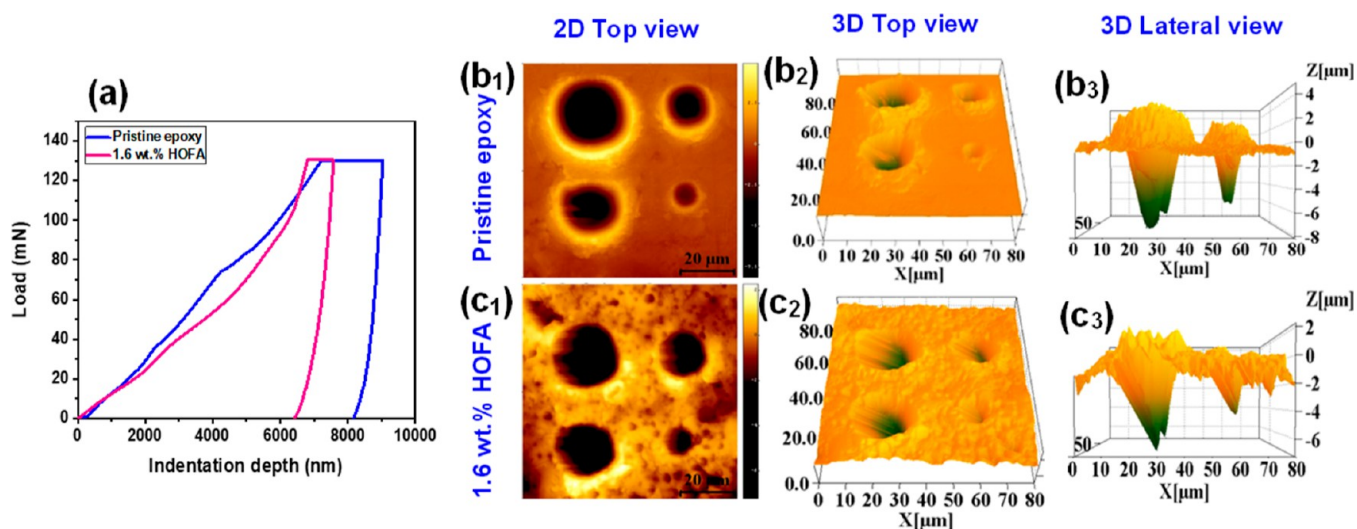 2D Top view
3D Top view
3D Lateral view
(a)
Load (mN)
150
140
120
100
80
60
40
20
0
Pristine epoxy
1.6 wt.% HOFA
0 2000 4000 6000 8000 10000
Indentation depth (nm)
Pristine epoxy
(b1)
20 μm
(b2)
80.0
60.0
40.0
20.0
0.0
0 10 20 30 40 50 60 70 80
X[μm]
(b3)
Z[μm]
4
2
0
-2
-4
-6
-8
50
0 10 20 30 40 50 60 70 80
X[μm]
1.6 wt.% HOFA
(c1)
20 μm
(c2)
80.0
60.0
40.0
20.0
0.0
0 10 20 30 40 50 60 70 80
X[μm]
(c3)
Z[μm]
2
0
-2
-4
-6
50
0 10 20 30 40 50 60 70 80
X[μm]